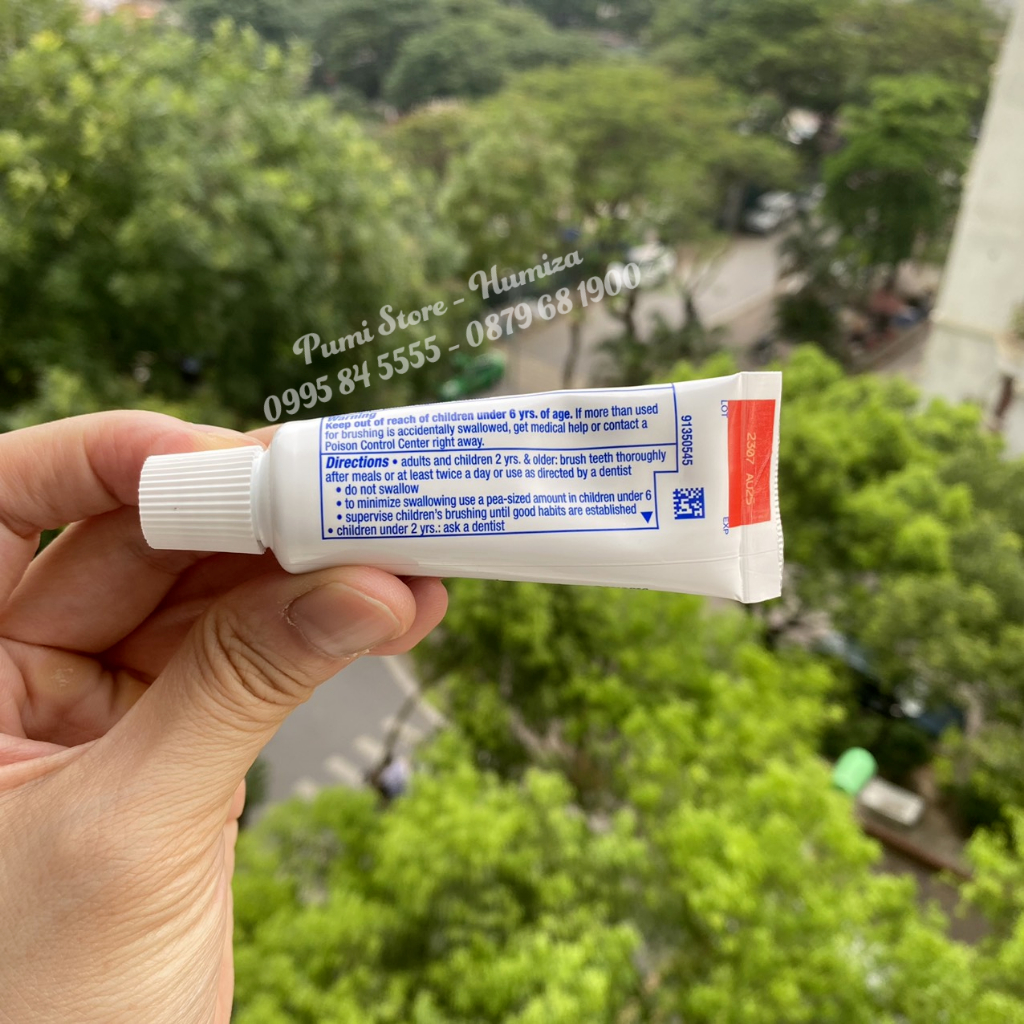 Pumi Store - Humiza
0995 84 5555 - 0879 68 1900
Warning
Keep out of reach of children under 6 yrs. of age. If more than used
for brushing is accidentally swallowed, get medical help or contact a
Poison Control Center right away.
Directions • adults and children 2 yrs. & older: brush teeth thoroughly
after meals or at least twice a day or use as directed by a dentist
• do not swallow
• to minimize swallowing use a pea-sized amount in children under 6
• supervise children's brushing until good habits are established
• children under 2 yrs.: ask a dentist
91350545
LOT
EXP
2307 AU25